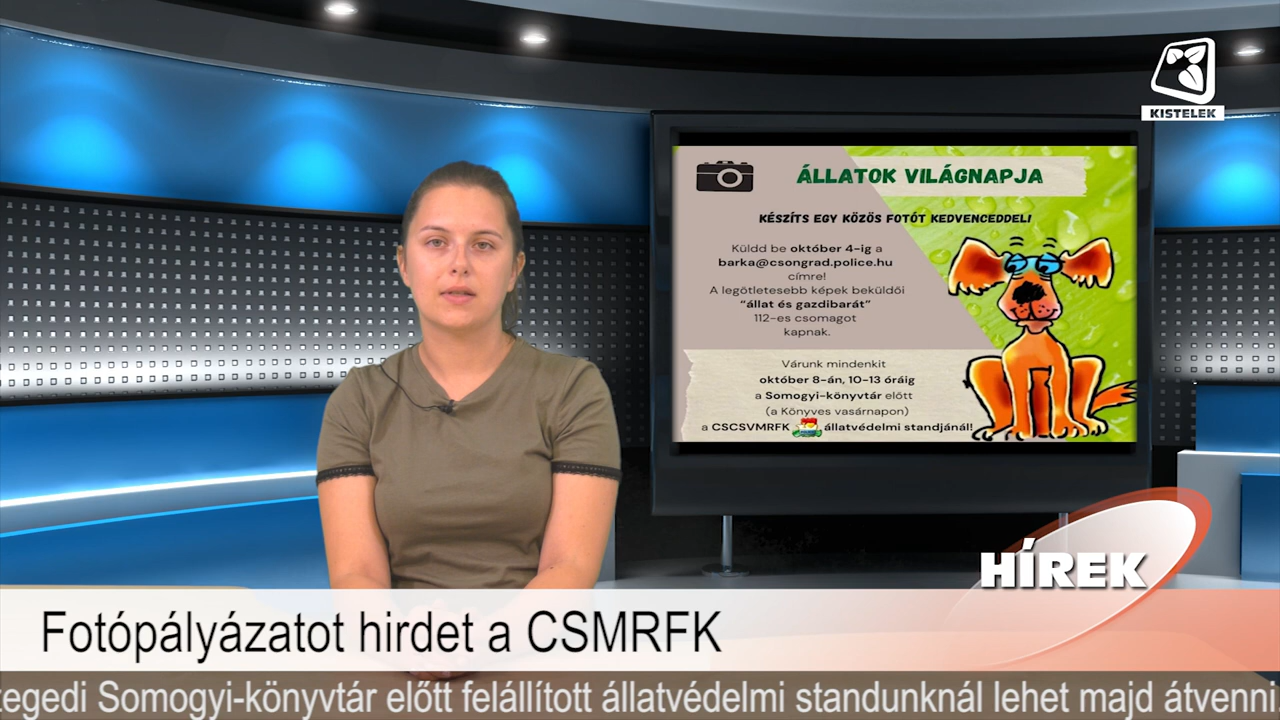 KISTELEK
ÁLLATOK VILÁGNAPJA
KÉSZÍTS EGY KÖZÖS FOTÓT KEDVENCEDDEL!
Küldd be október 4-ig a
barka@csongrad.police.hu
címre!
A legötletesebb képek beküldői
"állat és gazdibarát"
112-es csomagot
kapnak.
Várunk mindenkit
október 8-án, 10-13 óráig
a Somogyi-könyvtár előtt
(a Könyves vasárnapon)
a CSCSVMRFK állatvédelmi standjánál!
HÍREK
Fotópályázatot hirdet a CSMRFK
zegedi Somogyi-könyvtár előtt felállított állatvédelmi standunknál lehet majd átvenni.